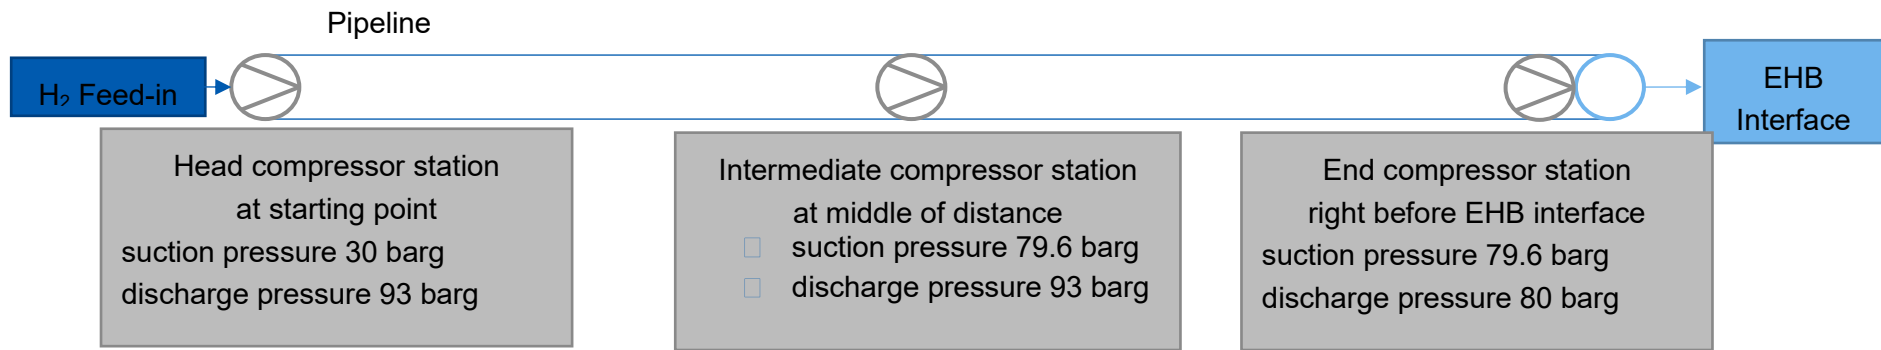 Pipeline
H₂ Feed-in
EHB
Interface
Head compressor station
at starting point
suction pressure 30 barg
discharge pressure 93 barg
Intermediate compressor station
at middle of distance
suction pressure 79.6 barg
discharge pressure 93 barg
End compressor station
right before EHB interface
suction pressure 79.6 barg
discharge pressure 80 barg